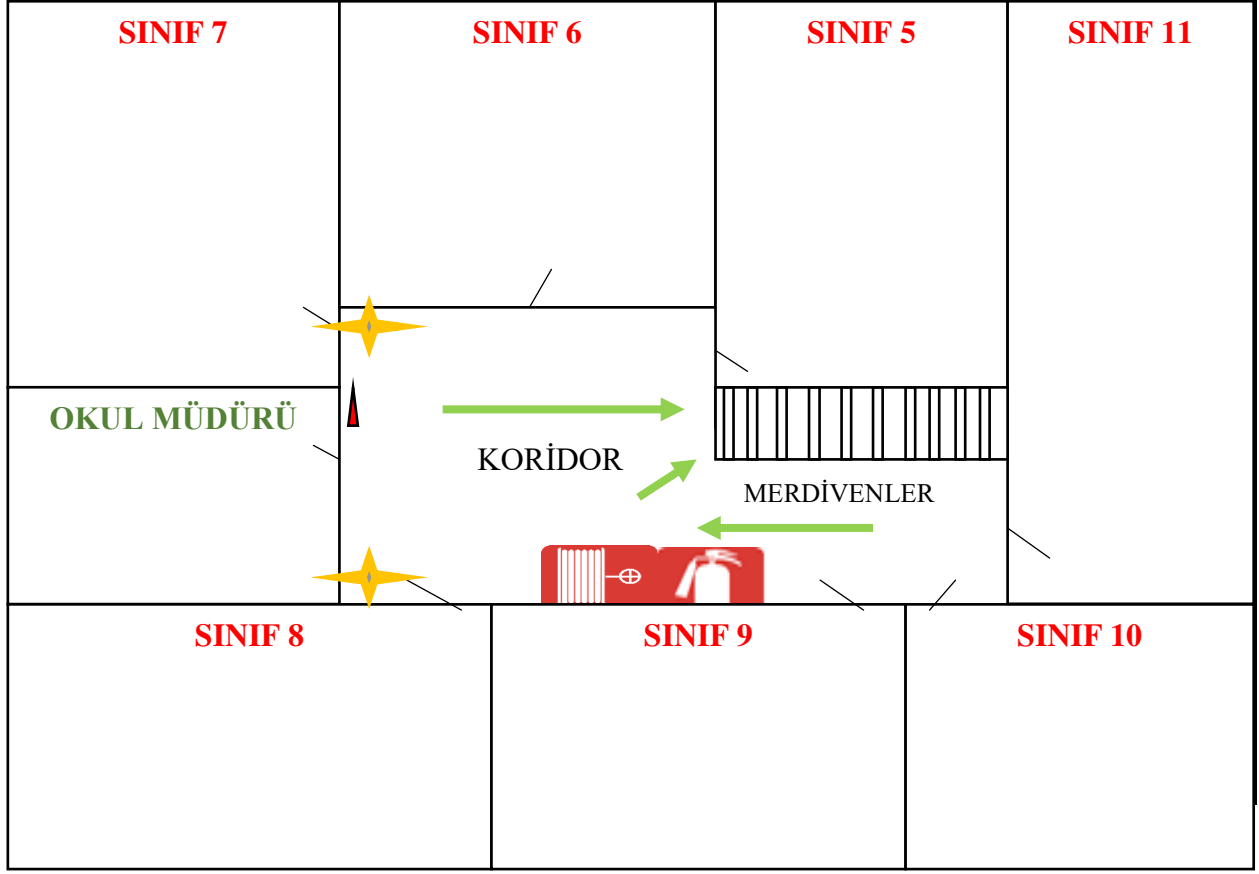 SINIF 7
SINIF 6
SINIF 5
SINIF 11
OKUL MÜDÜRÜ
KORİDOR
MERDİVENLER
SINIF 8
SINIF 9
SINIF 10